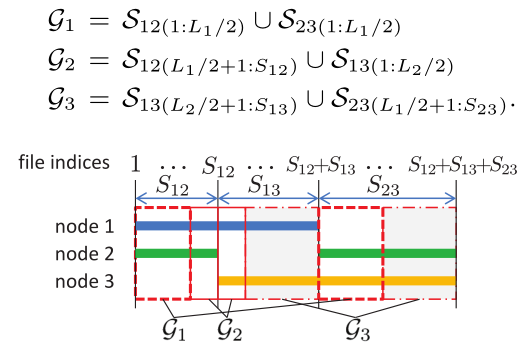 𝒢₁ = 𝒮₁₂₍₁:L₁/₂₎ ∪ 𝒮₂₃₍₁:L₁/₂₎
𝒢₂ = 𝒮₁₂(L₁/2+1:S₁₂) ∪ 𝒮₁₃(1:L₂/2)
𝒢₃ = 𝒮₁₃(L₂/2+1:S₁₃) ∪ 𝒮₂₃(L₁/2+1:S₂₃).
file indices 1 ... S₁₂ ... S₁₂+S₁₃ ... S₁₂+S₁₃+S₂₃
S₁₂ S₁₃ S₂₃
node 1
node 2
node 3
𝒢₁ 𝒢₂ 𝒢₃